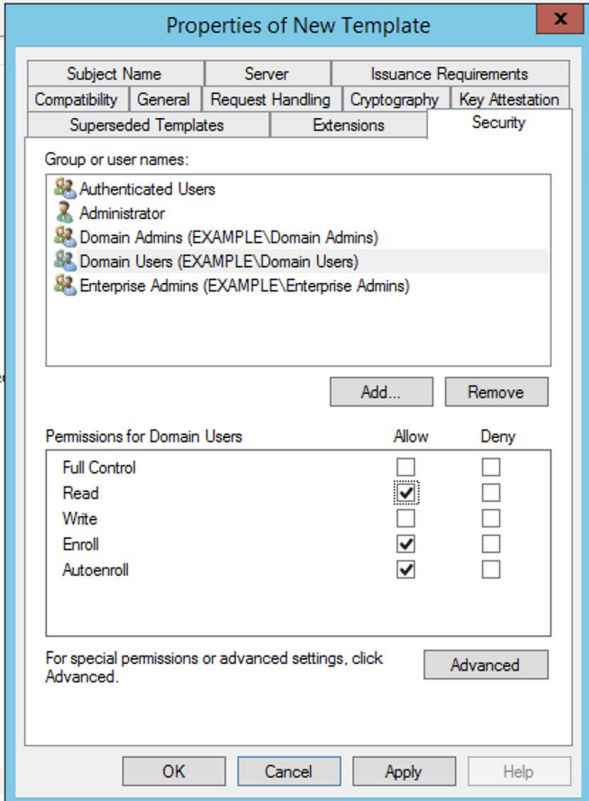 Properties of New Template
x
Subject Name Server Issuance Requirements
Compatibility General Request Handling Cryptography Key Attestation
Superseded Templates Extensions Security
Group or user names:
Authenticated Users
Administrator
Domain Admins (EXAMPLE\Domain Admins)
Domain Users (EXAMPLE\Domain Users)
Enterprise Admins (EXAMPLE\Enterprise Admins)
Add... Remove
Permissions for Domain Users Allow Deny
Full Control
Read
Write
Enroll
Autoenroll
For special permissions or advanced settings, click
Advanced.
Advanced
OK Cancel Apply Help